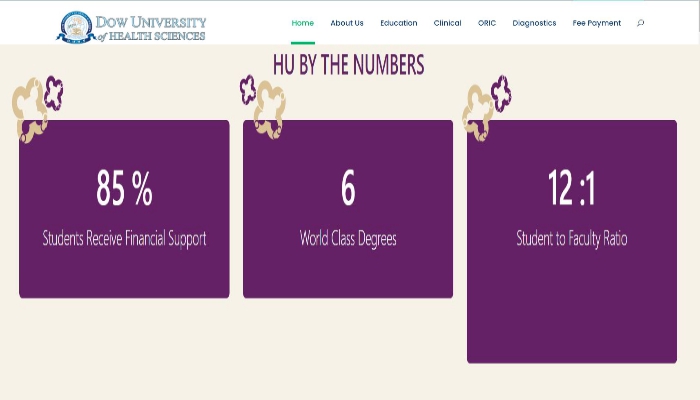 DOW UNIVERSITY
of HEALTH SCIENCES
Home About Us Education Clinical ORIC Diagnostics Fee Payment
HU BY THE NUMBERS
85 %
Students Receive Financial Support
6
World Class Degrees
12 :1
Student to Faculty Ratio